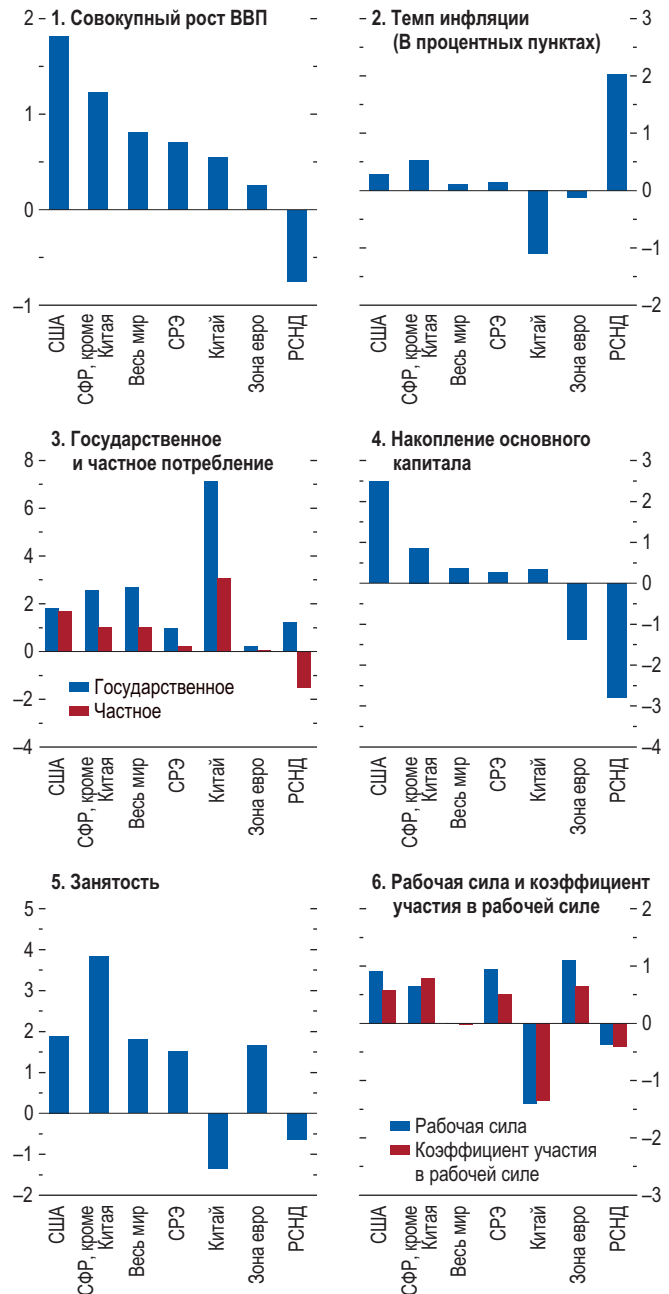 1. Совокупный рост ВВП
2
1
0
–1
США
СФР, кроме
Китая
Весь мир
СРЭ
Китай
Зона евро
РСНД
2. Темп инфляции
(В процентных пунктах)
3
2
1
0
–1
–2
США
СФР, кроме
Китая
Весь мир
СРЭ
Китай
Зона евро
РСНД
3. Государственное
и частное потребление
8
6
4
2
0
–2
–4
Государственное
Частное
США
СФР, кроме
Китая
Весь мир
СРЭ
Китай
Зона евро
РСНД
4. Накопление основного
капитала
3
2
1
0
–1
–2
–3
–4
США
СФР, кроме
Китая
Весь мир
СРЭ
Китай
Зона евро
РСНД
5. Занятость
5
4
3
2
1
0
–1
–2
США
СФР, кроме
Китая
Весь мир
СРЭ
Китай
Зона евро
РСНД
6. Рабочая сила и коэффициент
участия в рабочей силе
2
1
0
–1
–2
–3
Рабочая сила
Коэффициент участия
в рабочей силе
США
СФР, кроме
Китая
Весь мир
СРЭ
Китай
Зона евро
РСНД